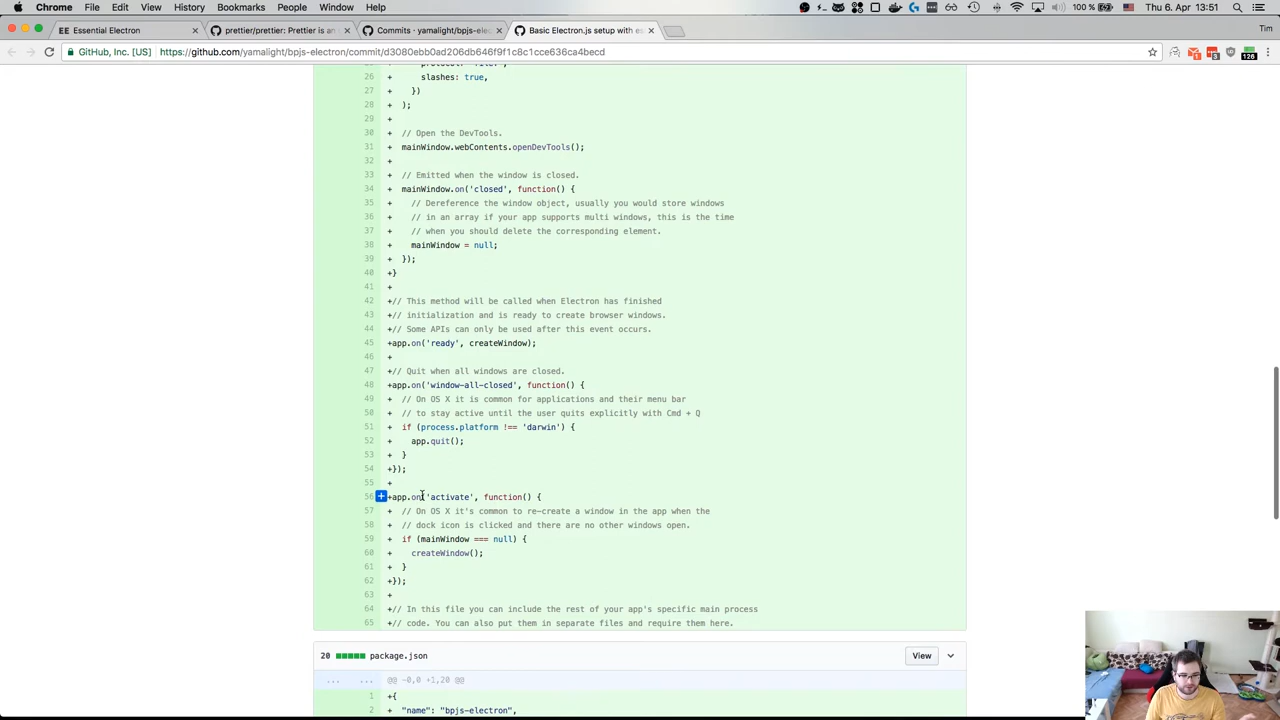 Chrome File Edit View History Bookmarks People Window Help Thu 6. Apr 13:51
Essential Electron prettier/prettier: Prettier is an Commits · yamalight/bpjs-elec Basic Electron.js setup with es Tim
GitHub, Inc. [US] https://github.com/yamalight/bpjs-electron/commit/d3080ebb0ad206db646f9f1c8c1cce636ca4becd
26 + slashes: true,
27 + })
28 + );
29 +
30 + // Open the DevTools.
31 + mainWindow.webContents.openDevTools();
32 +
33 + // Emitted when the window is closed.
34 + mainWindow.on('closed', function() {
35 + // Dereference the window object, usually you would store windows
36 + // in an array if your app supports multi windows, this is the time
37 + // when you should delete the corresponding element.
38 + mainWindow = null;
39 + });
40 +}
41 +
42 +// This method will be called when Electron has finished
43 +// initialization and is ready to create browser windows.
44 +// Some APIs can only be used after this event occurs.
45 +app.on('ready', createWindow);
46 +
47 +// Quit when all windows are closed.
48 +app.on('window-all-closed', function() {
49 + // On OS X it is common for applications and their menu bar
50 + // to stay active until the user quits explicitly with Cmd + Q
51 + if (process.platform !== 'darwin') {
52 + app.quit();
53 + }
54 +});
55 +
56 +app.on('activate', function() {
57 + // On OS X it's common to re-create a window in the app when the
58 + // dock icon is clicked and there are no other windows open.
59 + if (mainWindow === null) {
60 + createWindow();
61 + }
62 +});
63 +
64 +// In this file you can include the rest of your app's specific main process
65 +// code. You can also put them in separate files and require them here.
20 package.json View
... ... @@ -0,0 +1,20 @@
1 +{
2 + "name": "bpjs-electron",